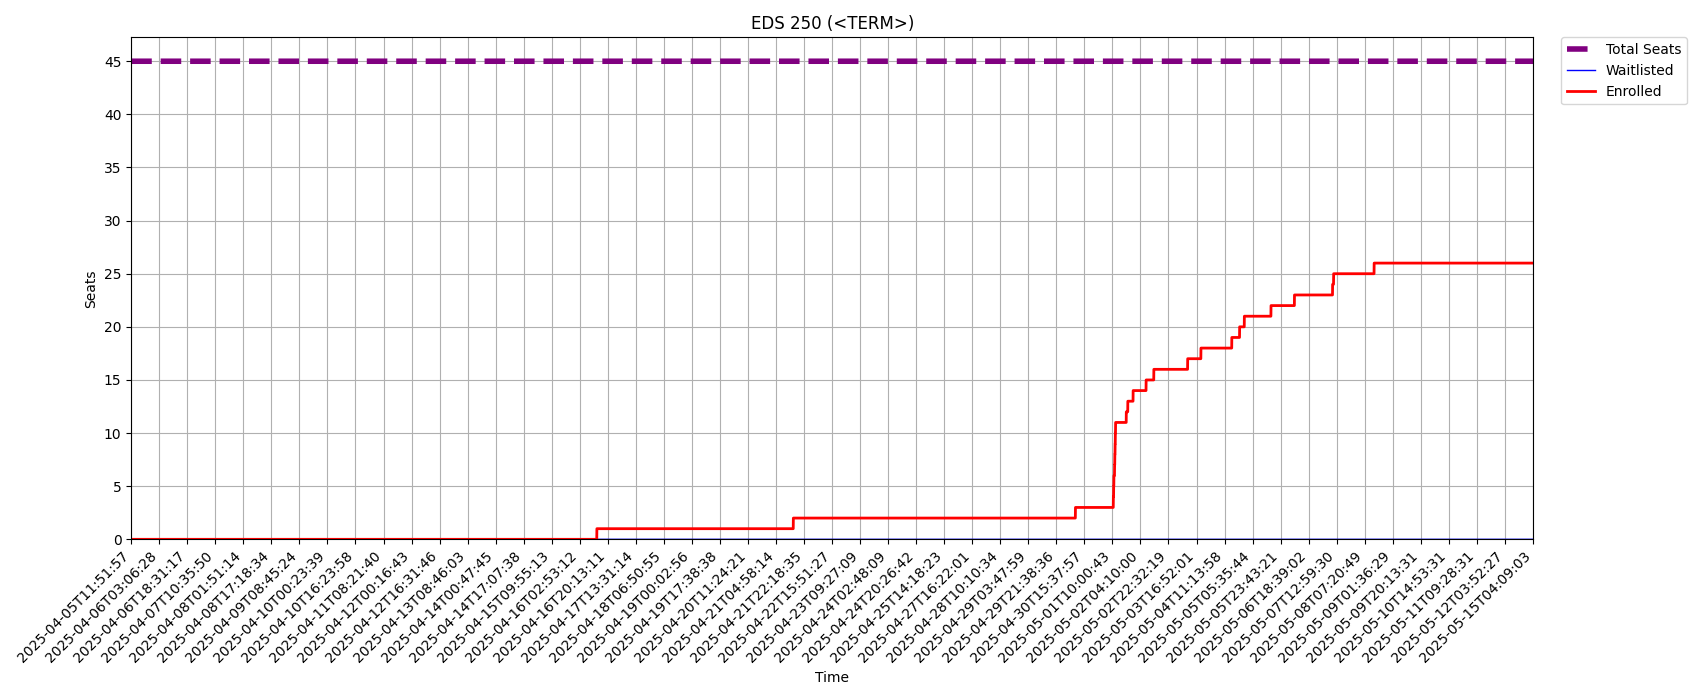 EDS 250 (<TERM>)
Total Seats
Waitlisted
Enrolled
45
40
35
30
25
20
15
10
5
0
Seats
2025-04-05T11:51:57
2025-04-06T03:06:28
2025-04-06T18:31:17
2025-04-07T10:35:50
2025-04-08T01:51:14
2025-04-08T17:18:34
2025-04-09T08:45:24
2025-04-10T00:23:39
2025-04-10T16:23:58
2025-04-11T08:21:40
2025-04-12T00:16:43
2025-04-12T16:31:46
2025-04-13T08:46:03
2025-04-14T00:47:45
2025-04-14T17:07:38
2025-04-15T09:55:13
2025-04-16T02:53:12
2025-04-16T20:13:11
2025-04-17T13:31:14
2025-04-18T06:50:55
2025-04-19T00:02:56
2025-04-19T17:38:38
2025-04-20T11:24:21
2025-04-21T04:58:14
2025-04-21T22:18:35
2025-04-22T15:51:27
2025-04-23T09:27:09
2025-04-24T02:48:09
2025-04-24T20:26:42
2025-04-25T14:18:23
2025-04-27T16:22:01
2025-04-28T10:10:34
2025-04-29T03:47:59
2025-04-29T21:38:36
2025-04-30T15:37:57
2025-05-01T10:00:43
2025-05-02T04:10:00
2025-05-02T22:32:19
2025-05-03T16:52:01
2025-05-04T11:13:58
2025-05-05T05:35:44
2025-05-05T23:43:21
2025-05-06T18:39:02
2025-05-07T12:59:30
2025-05-08T07:20:49
2025-05-09T01:36:29
2025-05-09T20:13:31
2025-05-10T14:53:31
2025-05-11T09:28:31
2025-05-12T03:52:27
2025-05-15T04:09:03
Time